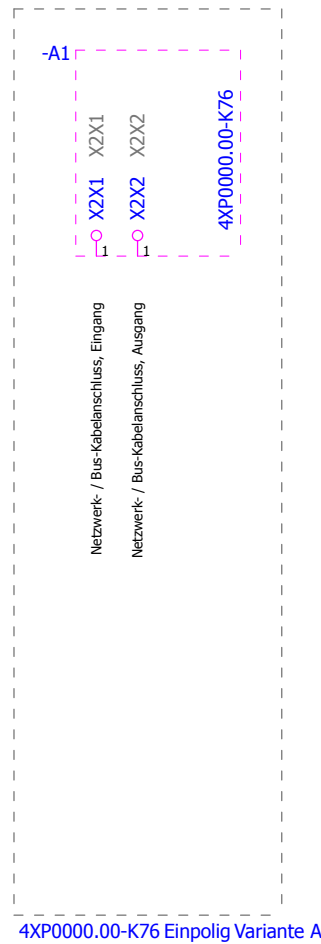 -A1
X2X1
X2X2
X2X1
X2X2
4XP0000.00-K76
1
1
Netzwerk- / Bus-Kabelanschluss, Eingang
Netzwerk- / Bus-Kabelanschluss, Ausgang
4XP0000.00-K76 Einpolig Variante A